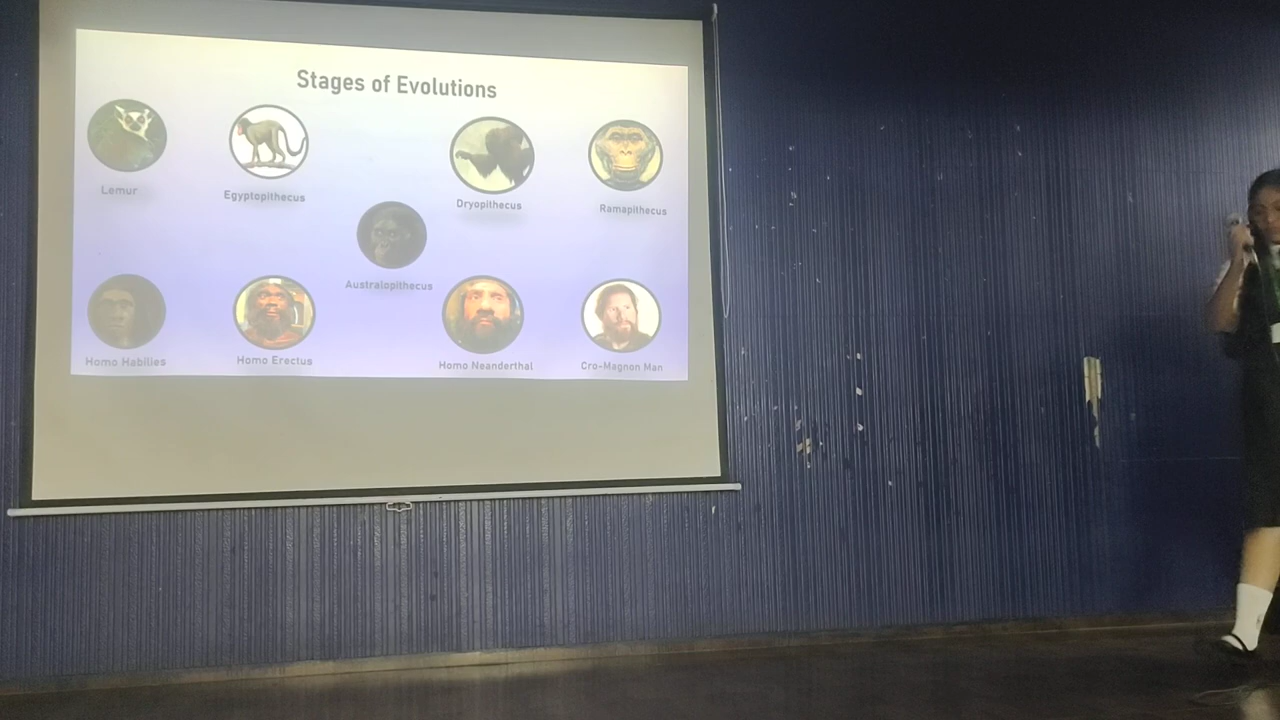 Stages of Evolutions
Lemur
Egyptopithecus
Dryopithecus
Ramapithecus
Australopithecus
Homo Habilies
Homo Erectus
Homo Neanderthal
Cro-Magnon Man